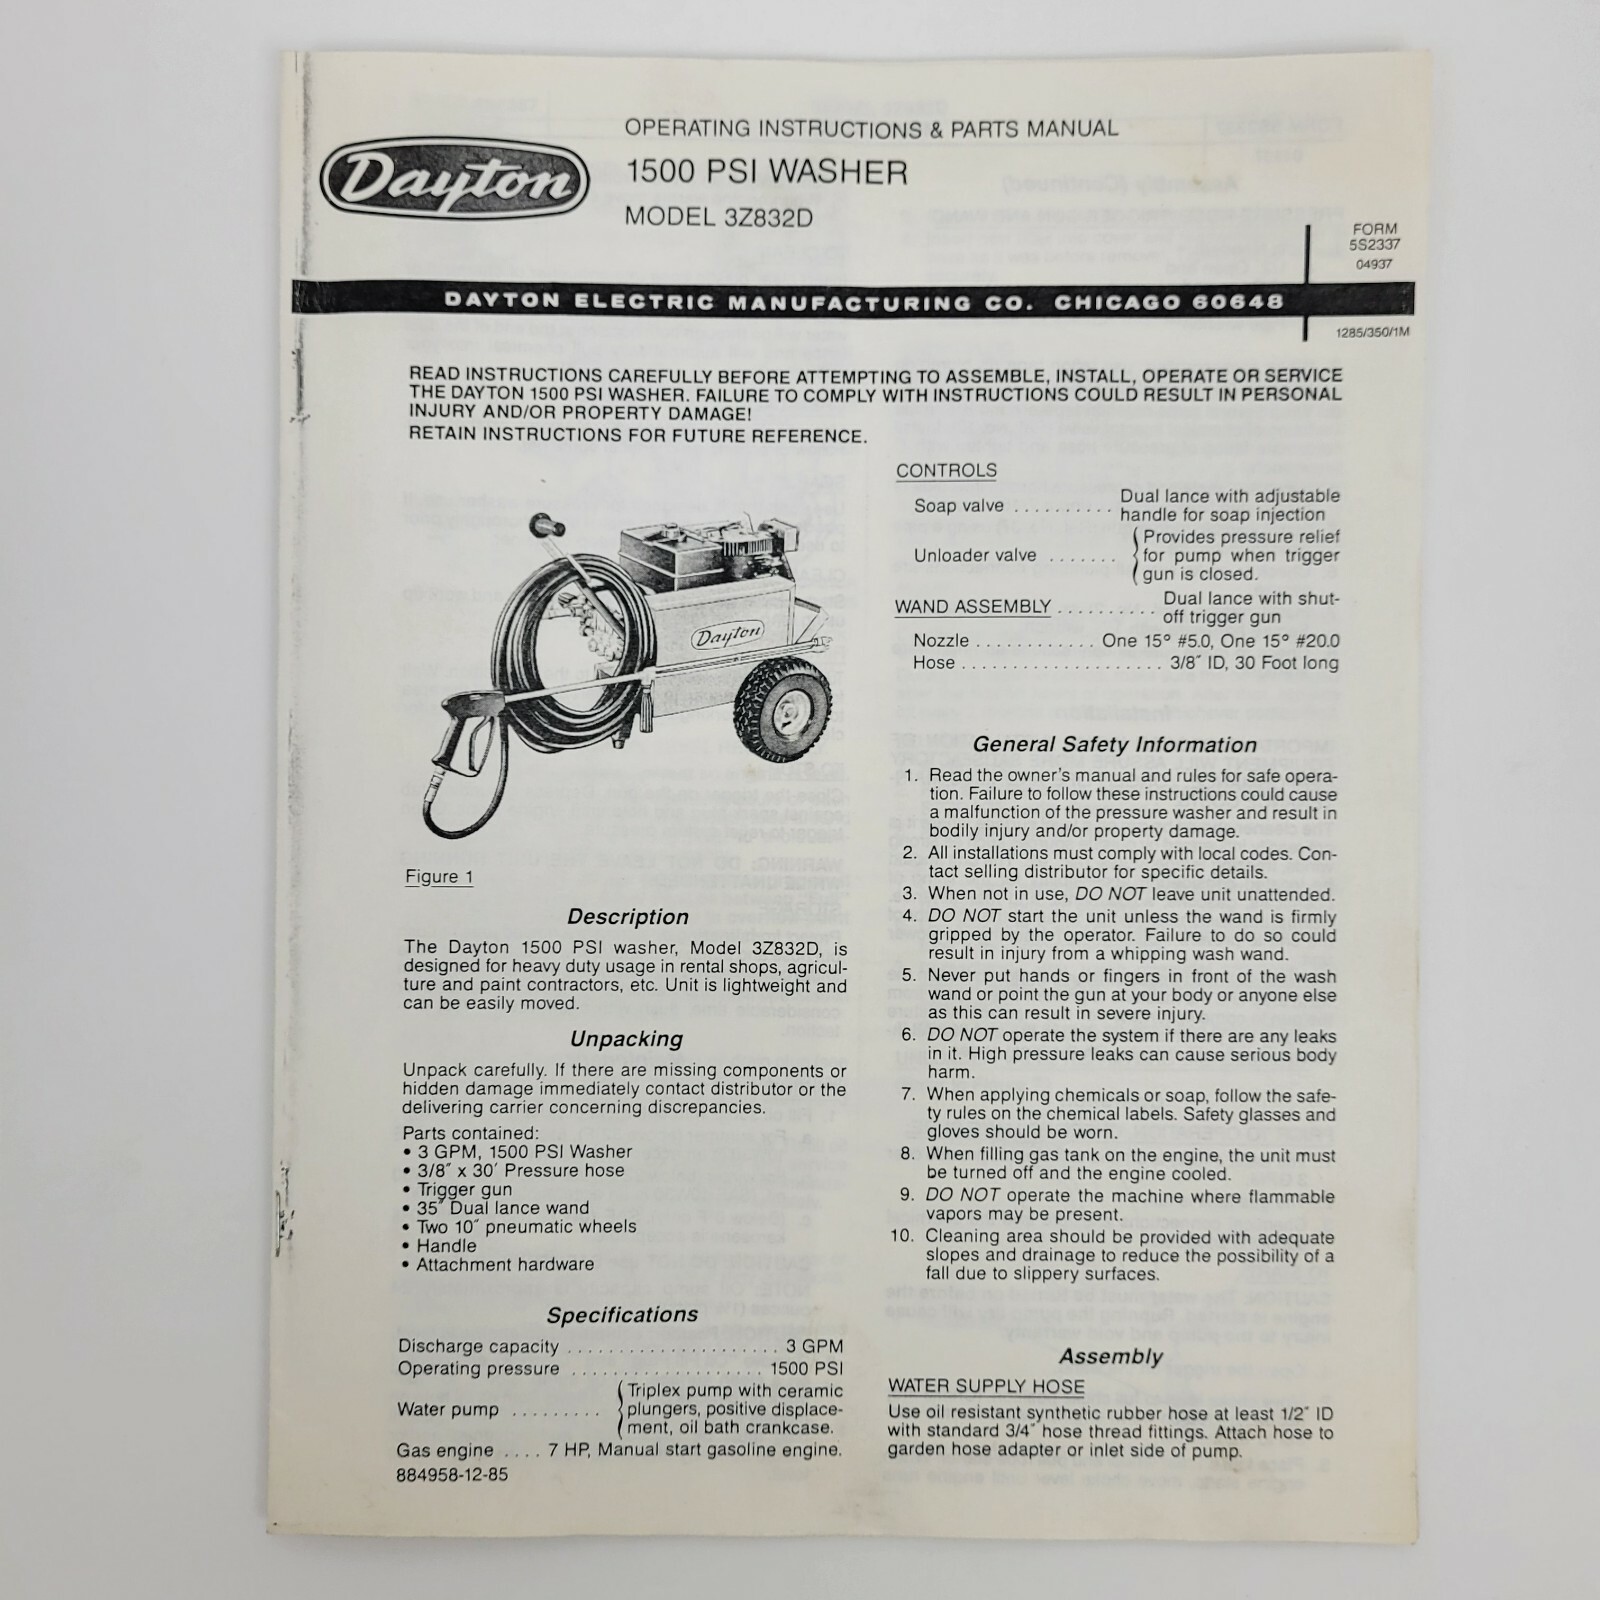 Dayton
OPERATING INSTRUCTIONS & PARTS MANUAL
1500 PSI WASHER
MODEL 3Z832D
FORM
5S2337
04937
DAYTON ELECTRIC MANUFACTURING CO. CHICAGO 60648
1285/350/1M
READ INSTRUCTIONS CAREFULLY BEFORE ATTEMPTING TO ASSEMBLE, INSTALL, OPERATE OR SERVICE
THE DAYTON 1500 PSI WASHER. FAILURE TO COMPLY WITH INSTRUCTIONS COULD RESULT IN PERSONAL
INJURY AND/OR PROPERTY DAMAGE!
RETAIN INSTRUCTIONS FOR FUTURE REFERENCE.
Dayton
Figure 1
Description
The Dayton 1500 PSI washer, Model 3Z832D, is
designed for heavy duty usage in rental shops, agricul-
ture and paint contractors, etc. Unit is lightweight and
can be easily moved.
Unpacking
Unpack carefully. If there are missing components or
hidden damage immediately contact distributor or the
delivering carrier concerning discrepancies.
Parts contained:
• 3 GPM, 1500 PSI Washer
• 3/8″ x 30′ Pressure hose
• Trigger gun
• 35″ Dual lance wand
• Two 10″ pneumatic wheels
• Handle
• Attachment hardware
Specifications
Discharge capacity . . . . . . . . . . . . . . . . . . . . . 3 GPM
Operating pressure . . . . . . . . . . . . . . . . . . . 1500 PSI
Water pump . . . . . . . . . Triplex pump with ceramic
plungers, positive displace-
ment, oil bath crankcase.
Gas engine . . . . 7 HP, Manual start gasoline engine.
884958-12-85
CONTROLS
Soap valve . . . . . . . . . . Dual lance with adjustable
handle for soap injection
Unloader valve . . . . . . . Provides pressure relief
for pump when trigger
gun is closed.
WAND ASSEMBLY . . . . . . . . . . Dual lance with shut-
off trigger gun
Nozzle . . . . . . . . . . . . One 15° #5.0, One 15° #20.0
Hose . . . . . . . . . . . . . . . . . . . . 3/8″ ID, 30 Foot long
General Safety Information
1. Read the owner's manual and rules for safe opera-
tion. Failure to follow these instructions could cause
a malfunction of the pressure washer and result in
bodily injury and/or property damage.
2. All installations must comply with local codes. Con-
tact selling distributor for specific details.
3. When not in use, DO NOT leave unit unattended.
4. DO NOT start the unit unless the wand is firmly
gripped by the operator. Failure to do so could
result in injury from a whipping wash wand.
5. Never put hands or fingers in front of the wash
wand or point the gun at your body or anyone else
as this can result in severe injury.
6. DO NOT operate the system if there are any leaks
in it. High pressure leaks can cause serious body
harm.
7. When applying chemicals or soap, follow the safe-
ty rules on the chemical labels. Safety glasses and
gloves should be worn.
8. When filling gas tank on the engine, the unit must
be turned off and the engine cooled.
9. DO NOT operate the machine where flammable
vapors may be present.
10. Cleaning area should be provided with adequate
slopes and drainage to reduce the possibility of a
fall due to slippery surfaces.
Assembly
WATER SUPPLY HOSE
Use oil resistant synthetic rubber hose at least 1/2″ ID
with standard 3/4″ hose thread fittings. Attach hose to
garden hose adapter or inlet side of pump.